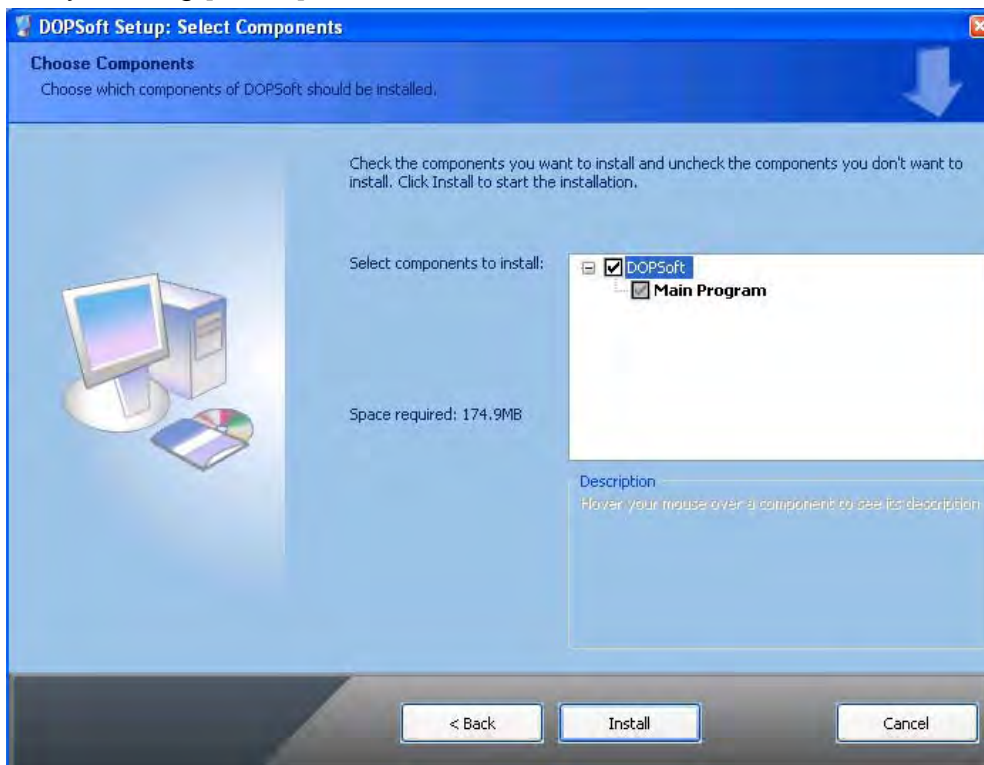 DOPSoft Setup: Select Components
Choose Components
Choose which components of DOPSoft should be installed.
Check the components you want to install and uncheck the components you don't want to
install. Click Install to start the installation.
Select components to install:
DOPSoft
Main Program
Space required: 174.9MB
Description
Hover your mouse over a component to see its description
< Back
Install
Cancel